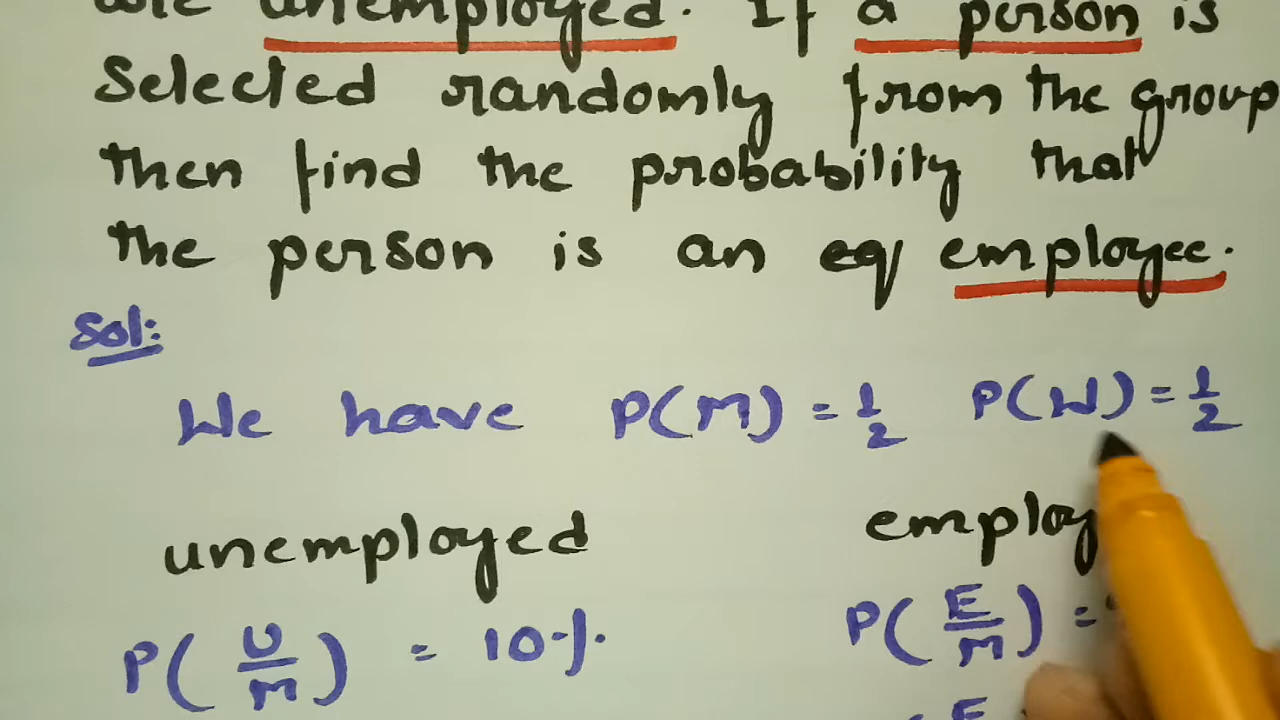 are unemployed. If a person is
Selected randomly from the group
then find the probability that
the person is an eq employee.
Sol:
We have P(M) = 1/2 P(W) = 1/2
unemployed employ
P(U/M) = 10% P(E/M) =
E